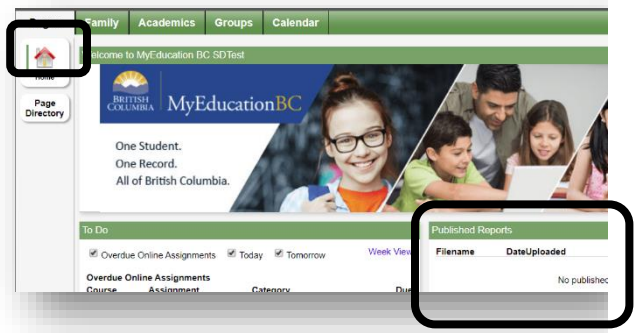 Family Academics Groups Calendar
Welcome to MyEducation BC SDTest
Home
Page
Directory
BRITISH
COLUMBIA
MyEducationBC
One Student.
One Record.
All of British Columbia.
To Do
Overdue Online Assignments Today Tomorrow Week View
Overdue Online Assignments
Course Assignment Category Due
Published Reports
Filename DateUploaded
No published